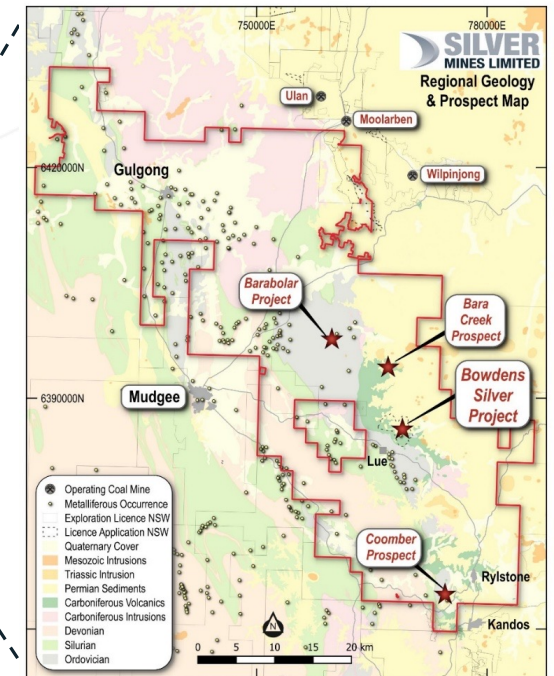 750000E
780000E
SILVER
MINES LIMITED
Regional Geology
& Prospect Map
Ulan
Moolarben
6420000N
Gulgong
Wilpinjong
Barabolar
Project
Bara
Creek
Prospect
Bowdens
Silver
Project
6390000N
Mudgee
Lue
Operating Coal Mine
Metalliferous Occurrence
Exploration Licence NSW
Licence Application NSW
Quaternary Cover
Mesozoic Intrusions
Triassic Intrusion
Permian Sediments
Carboniferous Volcanics
Carboniferous Intrusions
Devonian
Silurian
Ordovician
Coomber
Prospect
Rylstone
Kandos
0 5 10 15 20 km